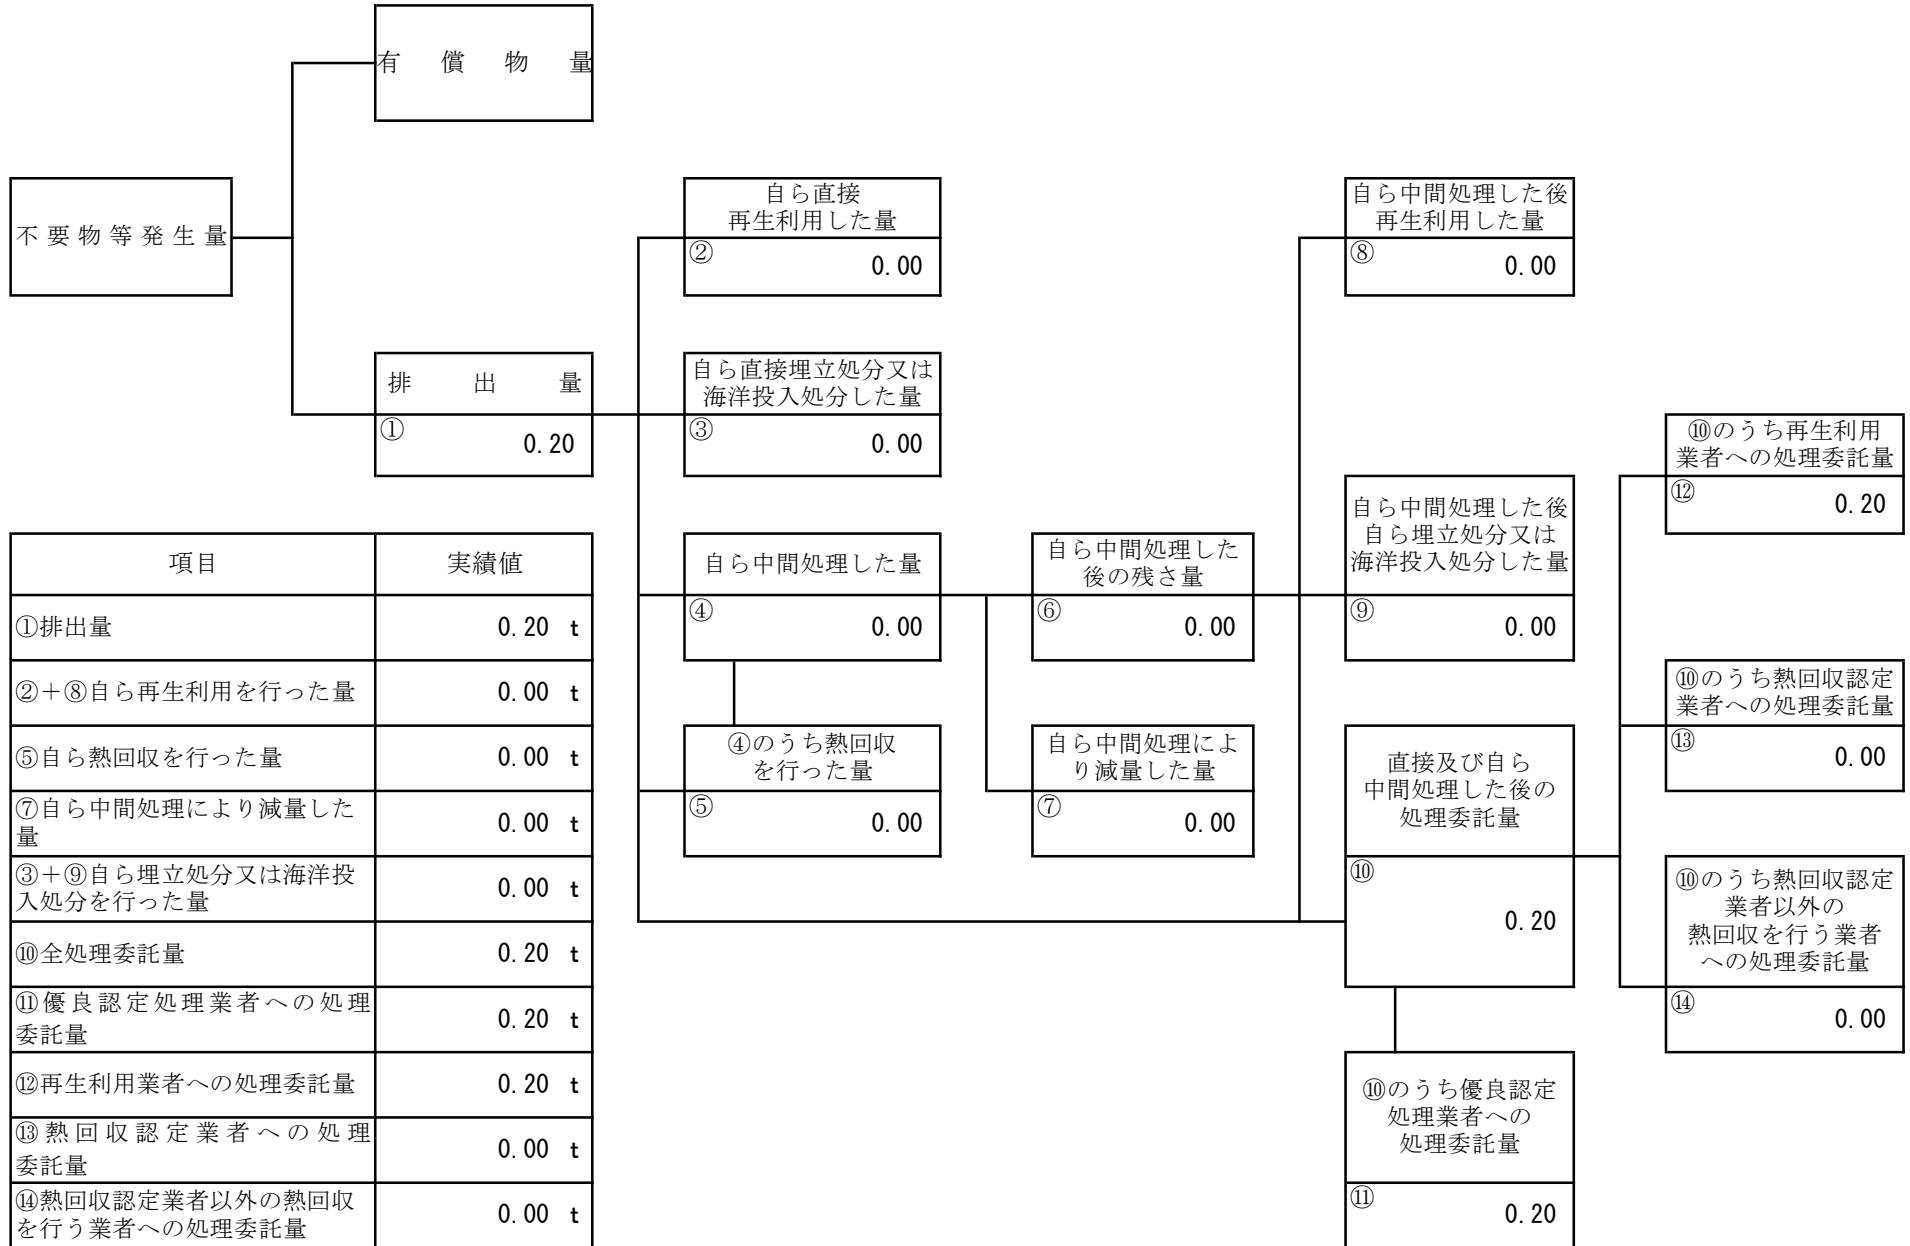 有償物量
不要物等発生量
自ら直接
再生利用した量
②
0.00
自ら中間処理した後
再生利用した量
⑧
0.00
排出量
①
0.20
自ら直接埋立処分又は
海洋投入処分した量
③
0.00
⑩のうち再生利用
業者への処理委託量
⑫
0.20
自ら中間処理した量
④
0.00
自ら中間処理した
後の残さ量
⑥
0.00
自ら中間処理した後
自ら埋立処分又は
海洋投入処分した量
⑨
0.00
⑩のうち熱回収認定
業者への処理委託量
⑬
0.00
④のうち熱回収
を行った量
⑤
0.00
自ら中間処理によ
り減量した量
⑦
0.00
直接及び自ら
中間処理した後の
処理委託量
⑩
0.20
⑩のうち熱回収認定
業者以外の
熱回収を行う業者
への処理委託量
⑭
0.00
⑩のうち優良認定
処理業者への
処理委託量
⑪
0.20
項目 実績値
①排出量 0.20 t
②＋⑧自ら再生利用を行った量 0.00 t
⑤自ら熱回収を行った量 0.00 t
⑦自ら中間処理により減量した
量 0.00 t
③＋⑨自ら埋立処分又は海洋投
入処分を行った量 0.00 t
⑩全処理委託量 0.20 t
⑪優良認定処理業者への処理
委託量 0.20 t
⑫再生利用業者への処理委託量 0.20 t
⑬熱回収認定業者への処理
委託量 0.00 t
⑭熱回収認定業者以外の熱回収
を行う業者への処理委託量 0.00 t